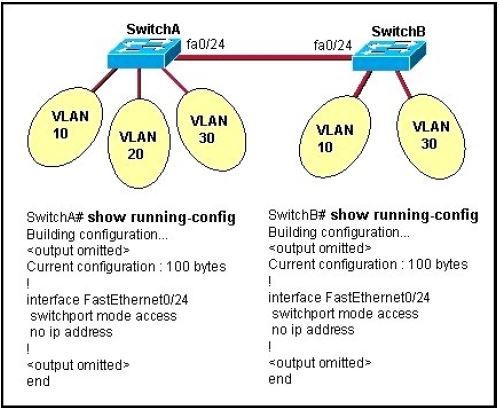 SwitchA
SwitchB
fa0/24
fa0/24
VLAN
10
VLAN
20
VLAN
30
VLAN
10
VLAN
30
SwitchA# show running-config
Building configuration...
<output omitted>
Current configuration : 100 bytes
!
interface FastEthernet0/24
switchport mode access
no ip address
!
<output omitted>
end
SwitchB# show running-config
Building configuration...
<output omitted>
Current configuration : 100 bytes
!
interface FastEthernet0/24
switchport mode access
no ip address
!
<output omitted>
end